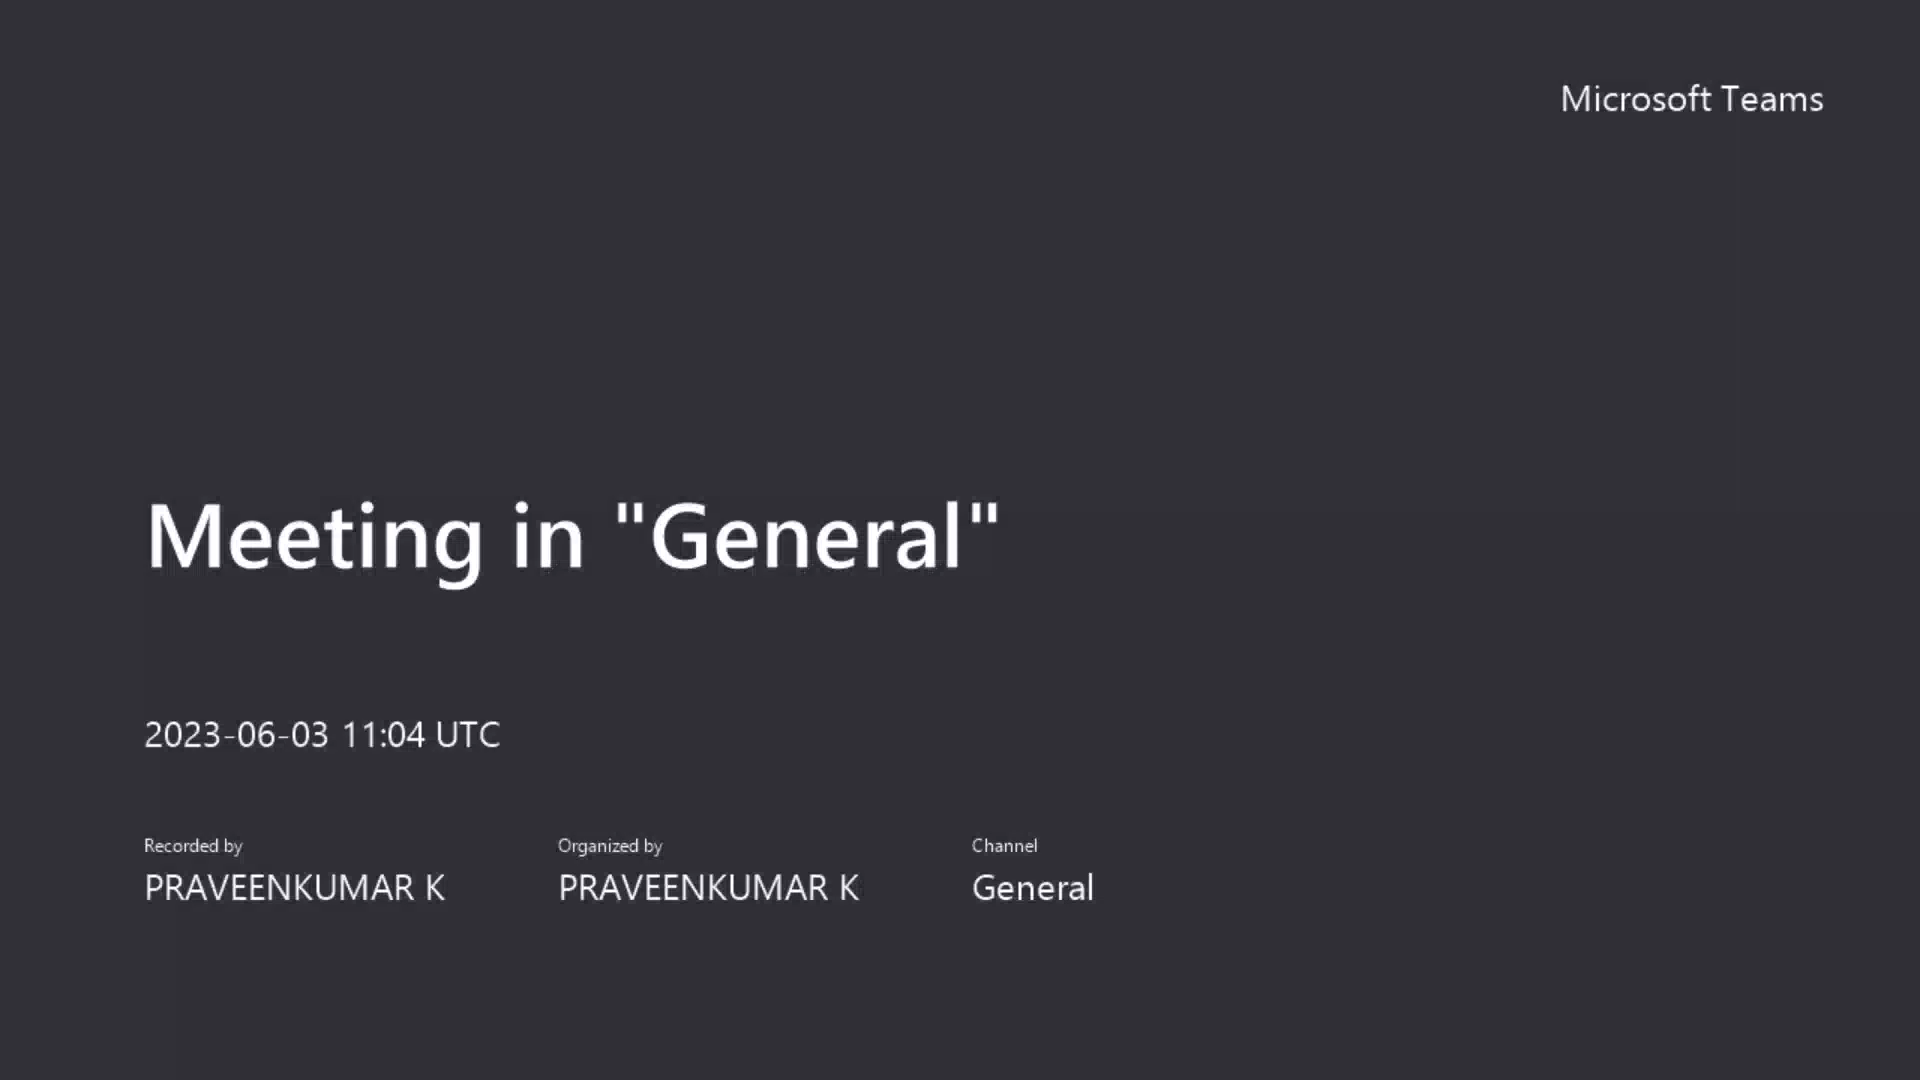 Microsoft Teams
Meeting in "General"
2023-06-03 11:04 UTC
Recorded by
PRAVEENKUMAR K
Organized by
PRAVEENKUMAR K
Channel
General